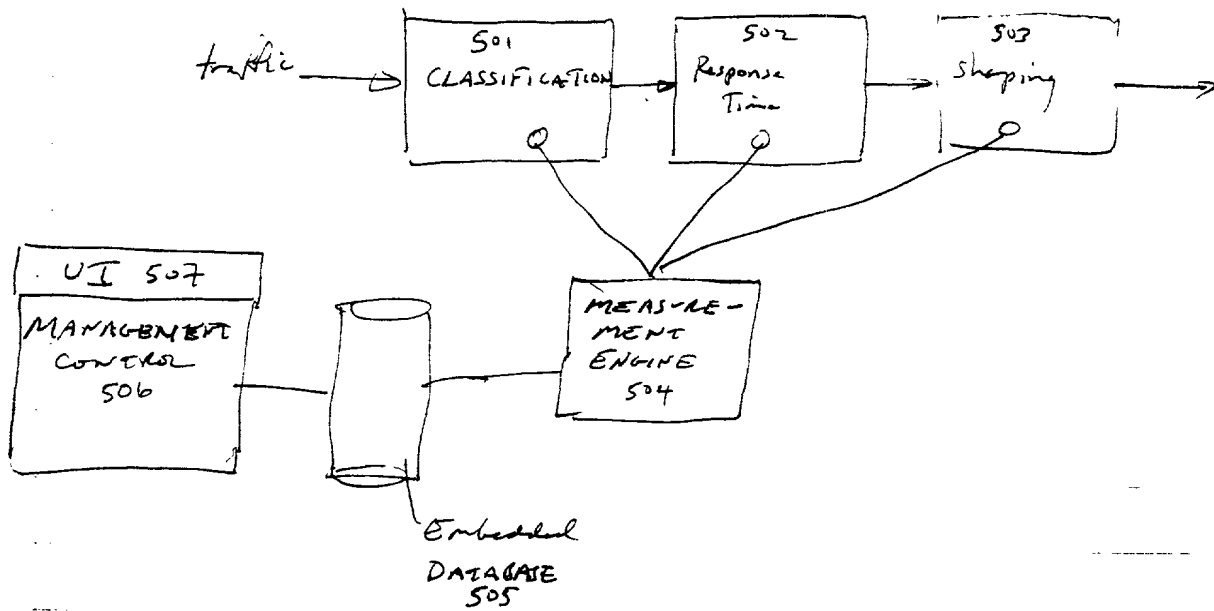 traffic
501
CLASSIFICATION
502
Response
Time
503
shaping
UI 507
MANAGEMENT
CONTROL
506
MEASURE-
MENT
ENGINE
504
Embedded
DATABASE
505